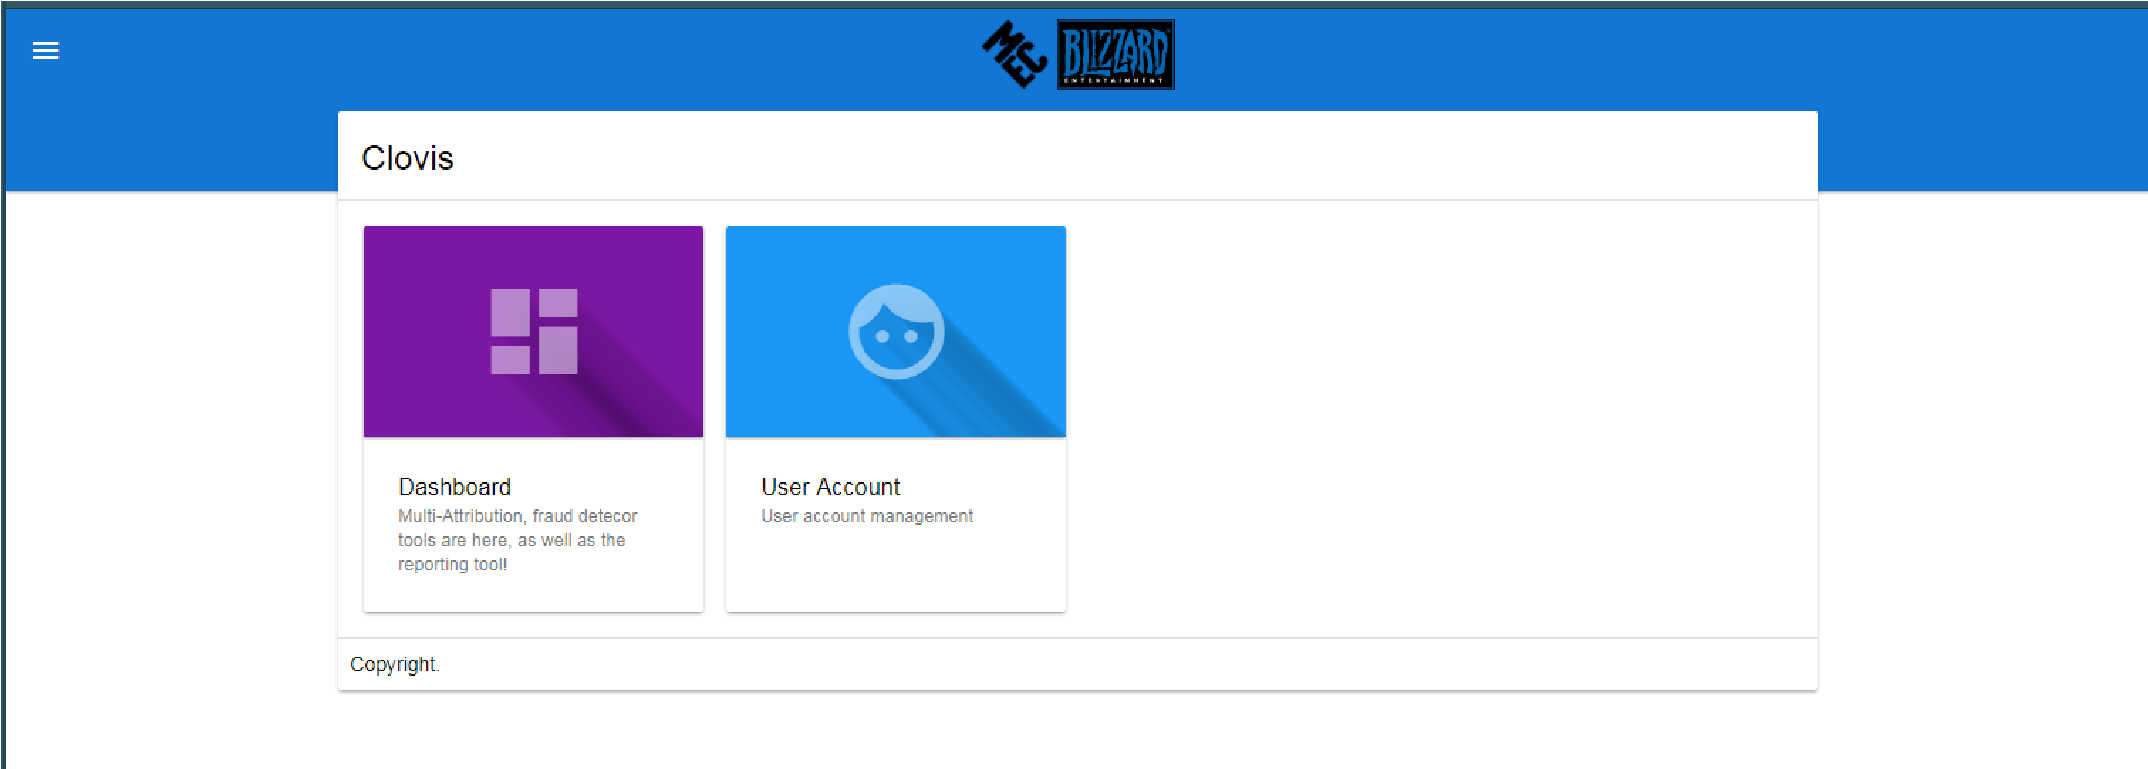 MEC
BLIZZARD
ENTERTAINMENT
Clovis
Dashboard
Multi-Attribution, fraud detecor
tools are here, as well as the
reporting tool!
User Account
User account management
Copyright.